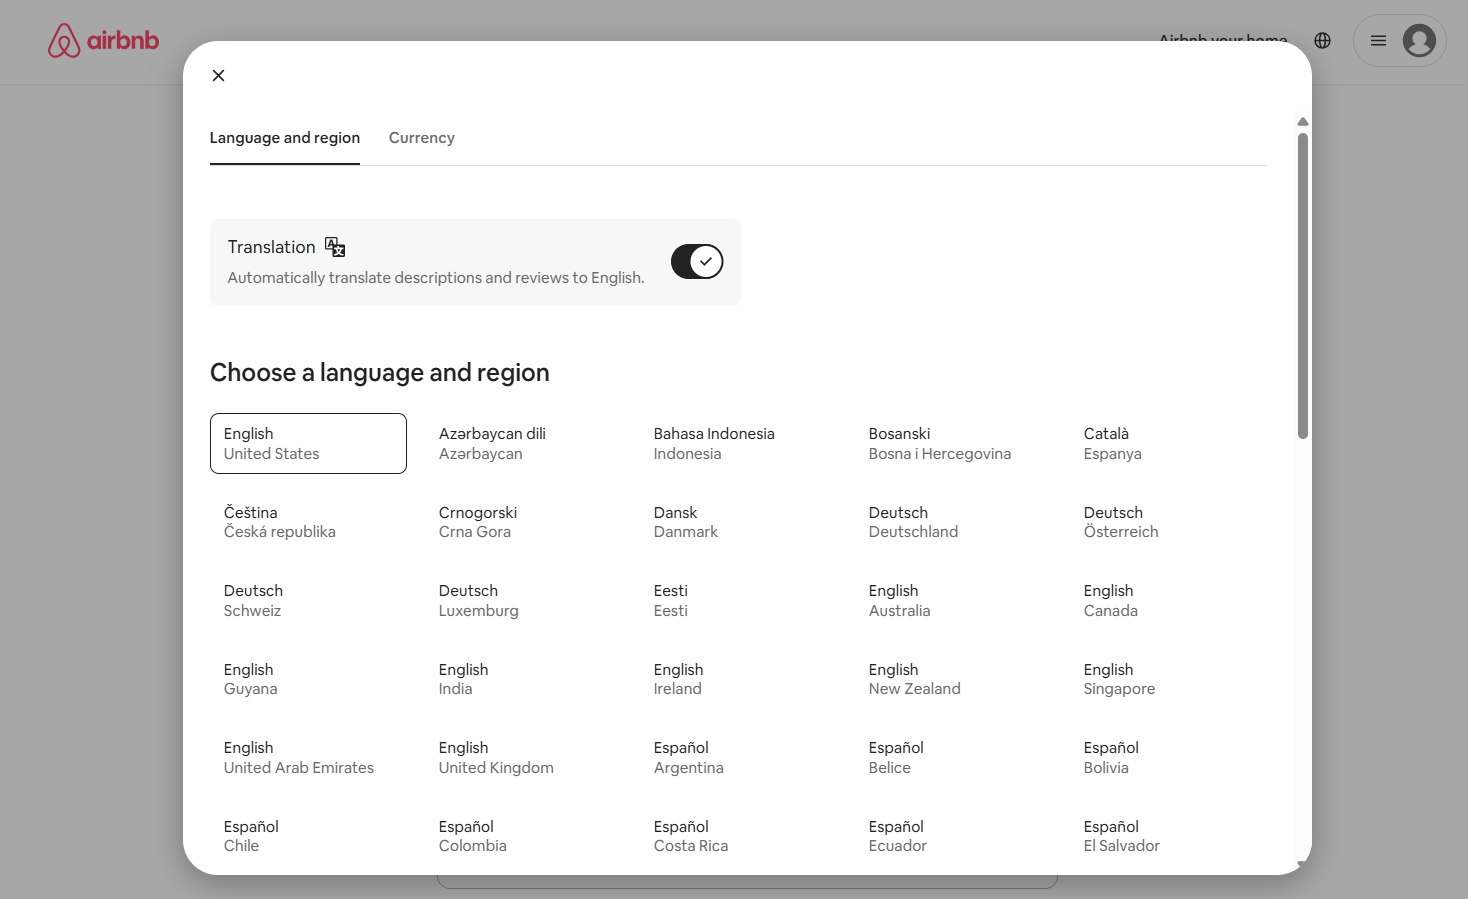 airbnb
Airbnb your home
Language and region
Currency
Translation
Automatically translate descriptions and reviews to English.
Choose a language and region
English
United States
Azərbaycan dili
Azərbaycan
Bahasa Indonesia
Indonesia
Bosanski
Bosna i Hercegovina
Català
Espanya
Čeština
Česká republika
Crnogorski
Crna Gora
Dansk
Danmark
Deutsch
Deutschland
Deutsch
Österreich
Deutsch
Schweiz
Deutsch
Luxemburg
Eesti
Eesti
English
Australia
English
Canada
English
Guyana
English
India
English
Ireland
English
New Zealand
English
Singapore
English
United Arab Emirates
English
United Kingdom
Español
Argentina
Español
Belice
Español
Bolivia
Español
Chile
Español
Colombia
Español
Costa Rica
Español
Ecuador
Español
El Salvador